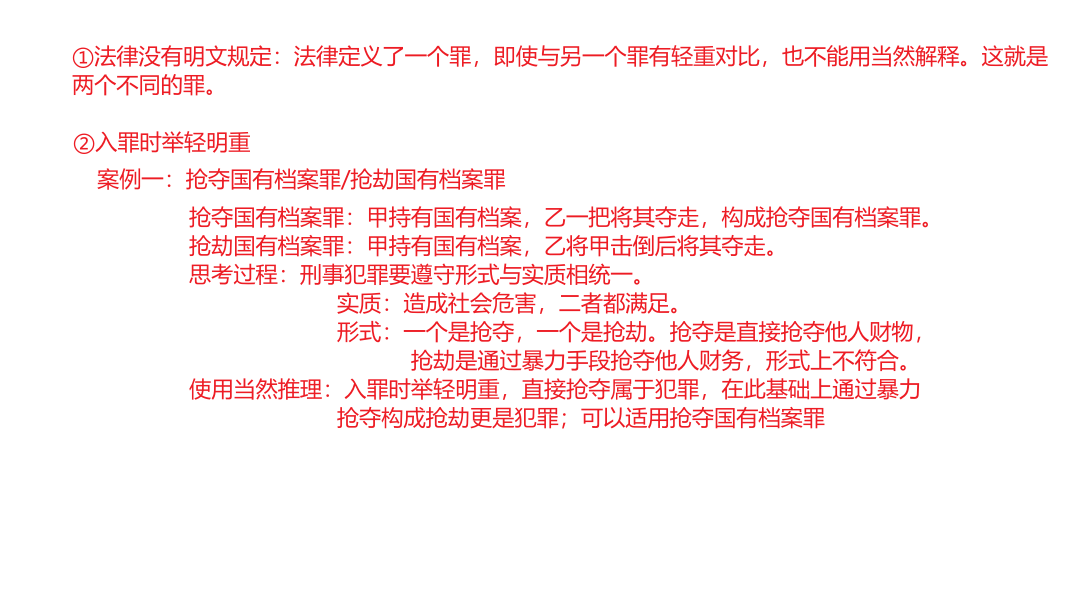 ①法律没有明文规定：法律定义了一个罪，即使与另一个罪有轻重对比，也不能用当然解释。这就是
两个不同的罪。
②入罪时举轻明重
案例一：抢夺国有档案罪/抢劫国有档案罪
抢夺国有档案罪：甲持有国有档案，乙一把将其夺走，构成抢夺国有档案罪。
抢劫国有档案罪：甲持有国有档案，乙将甲击倒后将其夺走。
思考过程：刑事犯罪要遵守形式与实质相统一。
实质：造成社会危害，二者都满足。
形式：一个是抢夺，一个是抢劫。抢夺是直接抢夺他人财物，
抢劫是通过暴力手段抢夺他人财务，形式上不符合。
使用当然推理：入罪时举轻明重，直接抢夺属于犯罪，在此基础上通过暴力
抢夺构成抢劫更是犯罪；可以适用抢夺国有档案罪